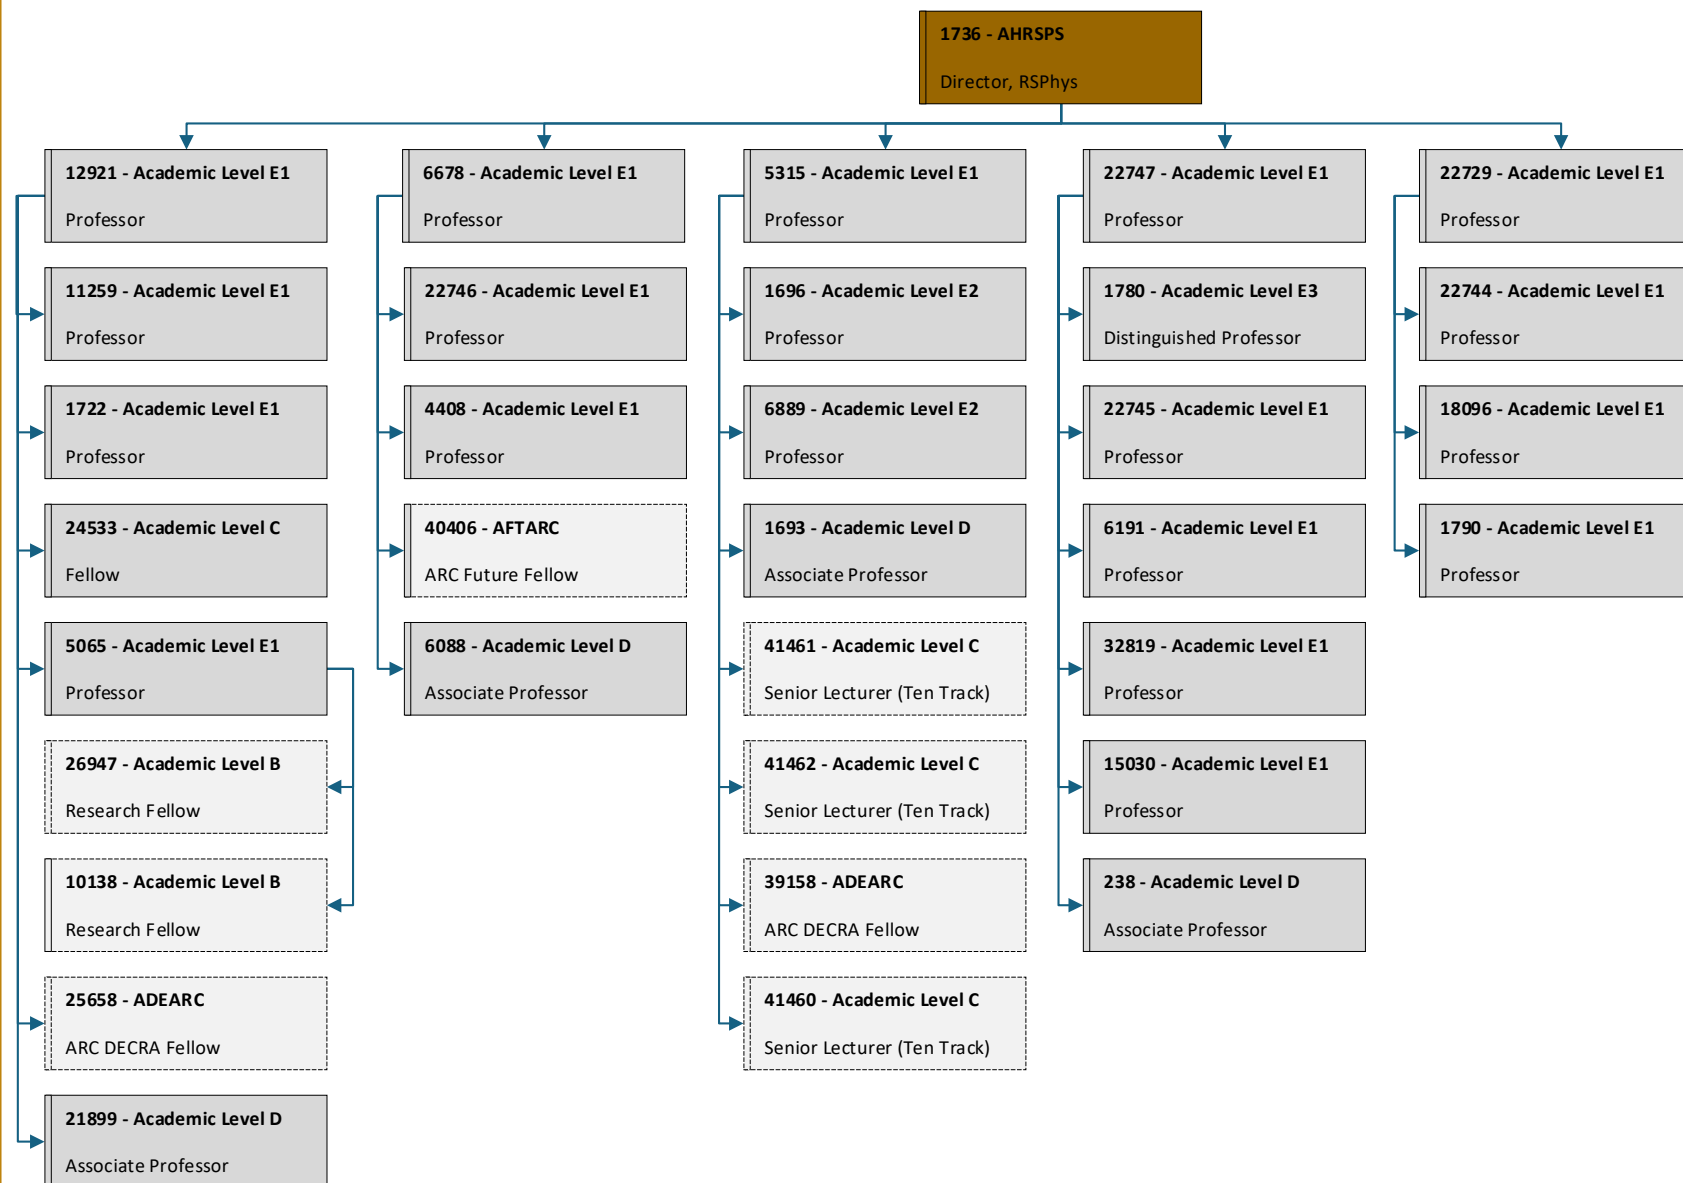 1736 - AHRSPS
Director, RSPhys
12921 - Academic Level E1
Professor
11259 - Academic Level E1
Professor
1722 - Academic Level E1
Professor
24533 - Academic Level C
Fellow
5065 - Academic Level E1
Professor
26947 - Academic Level B
Research Fellow
10138 - Academic Level B
Research Fellow
25658 - ADEARC
ARC DECRA Fellow
21899 - Academic Level D
Associate Professor
6678 - Academic Level E1
Professor
22746 - Academic Level E1
Professor
4408 - Academic Level E1
Professor
40406 - AFTARC
ARC Future Fellow
6088 - Academic Level D
Associate Professor
5315 - Academic Level E1
Professor
1696 - Academic Level E2
Professor
6889 - Academic Level E2
Professor
1693 - Academic Level D
Associate Professor
41461 - Academic Level C
Senior Lecturer (Ten Track)
41462 - Academic Level C
Senior Lecturer (Ten Track)
39158 - ADEARC
ARC DECRA Fellow
41460 - Academic Level C
Senior Lecturer (Ten Track)
22747 - Academic Level E1
Professor
1780 - Academic Level E3
Distinguished Professor
22745 - Academic Level E1
Professor
6191 - Academic Level E1
Professor
32819 - Academic Level E1
Professor
15030 - Academic Level E1
Professor
238 - Academic Level D
Associate Professor
22729 - Academic Level E1
Professor
22744 - Academic Level E1
Professor
18096 - Academic Level E1
Professor
1790 - Academic Level E1
Professor